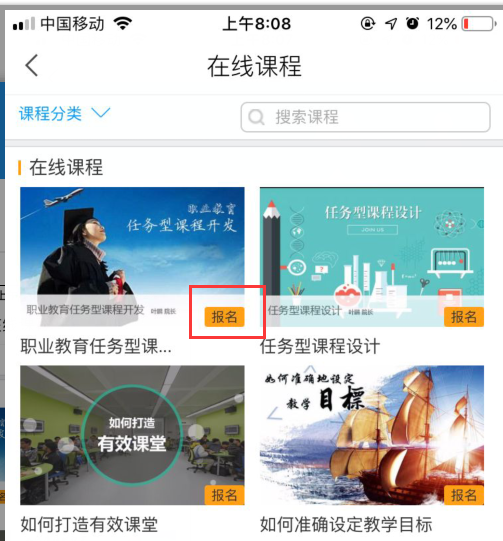 中国移动 上午8:08 12%
在线课程
课程分类 搜索课程
在线课程
职业教育
任务型课程开发
职业教育任务型课程开发 叶鹏 院长
报名
职业教育任务型课...
任务型课程设计
JOIN US
任务型课程设计
报名
任务型课程设计
如何打造
有效课堂
报名
如何打造有效课堂
如何准确地设定
教学目標
报名
如何准确设定教学目标